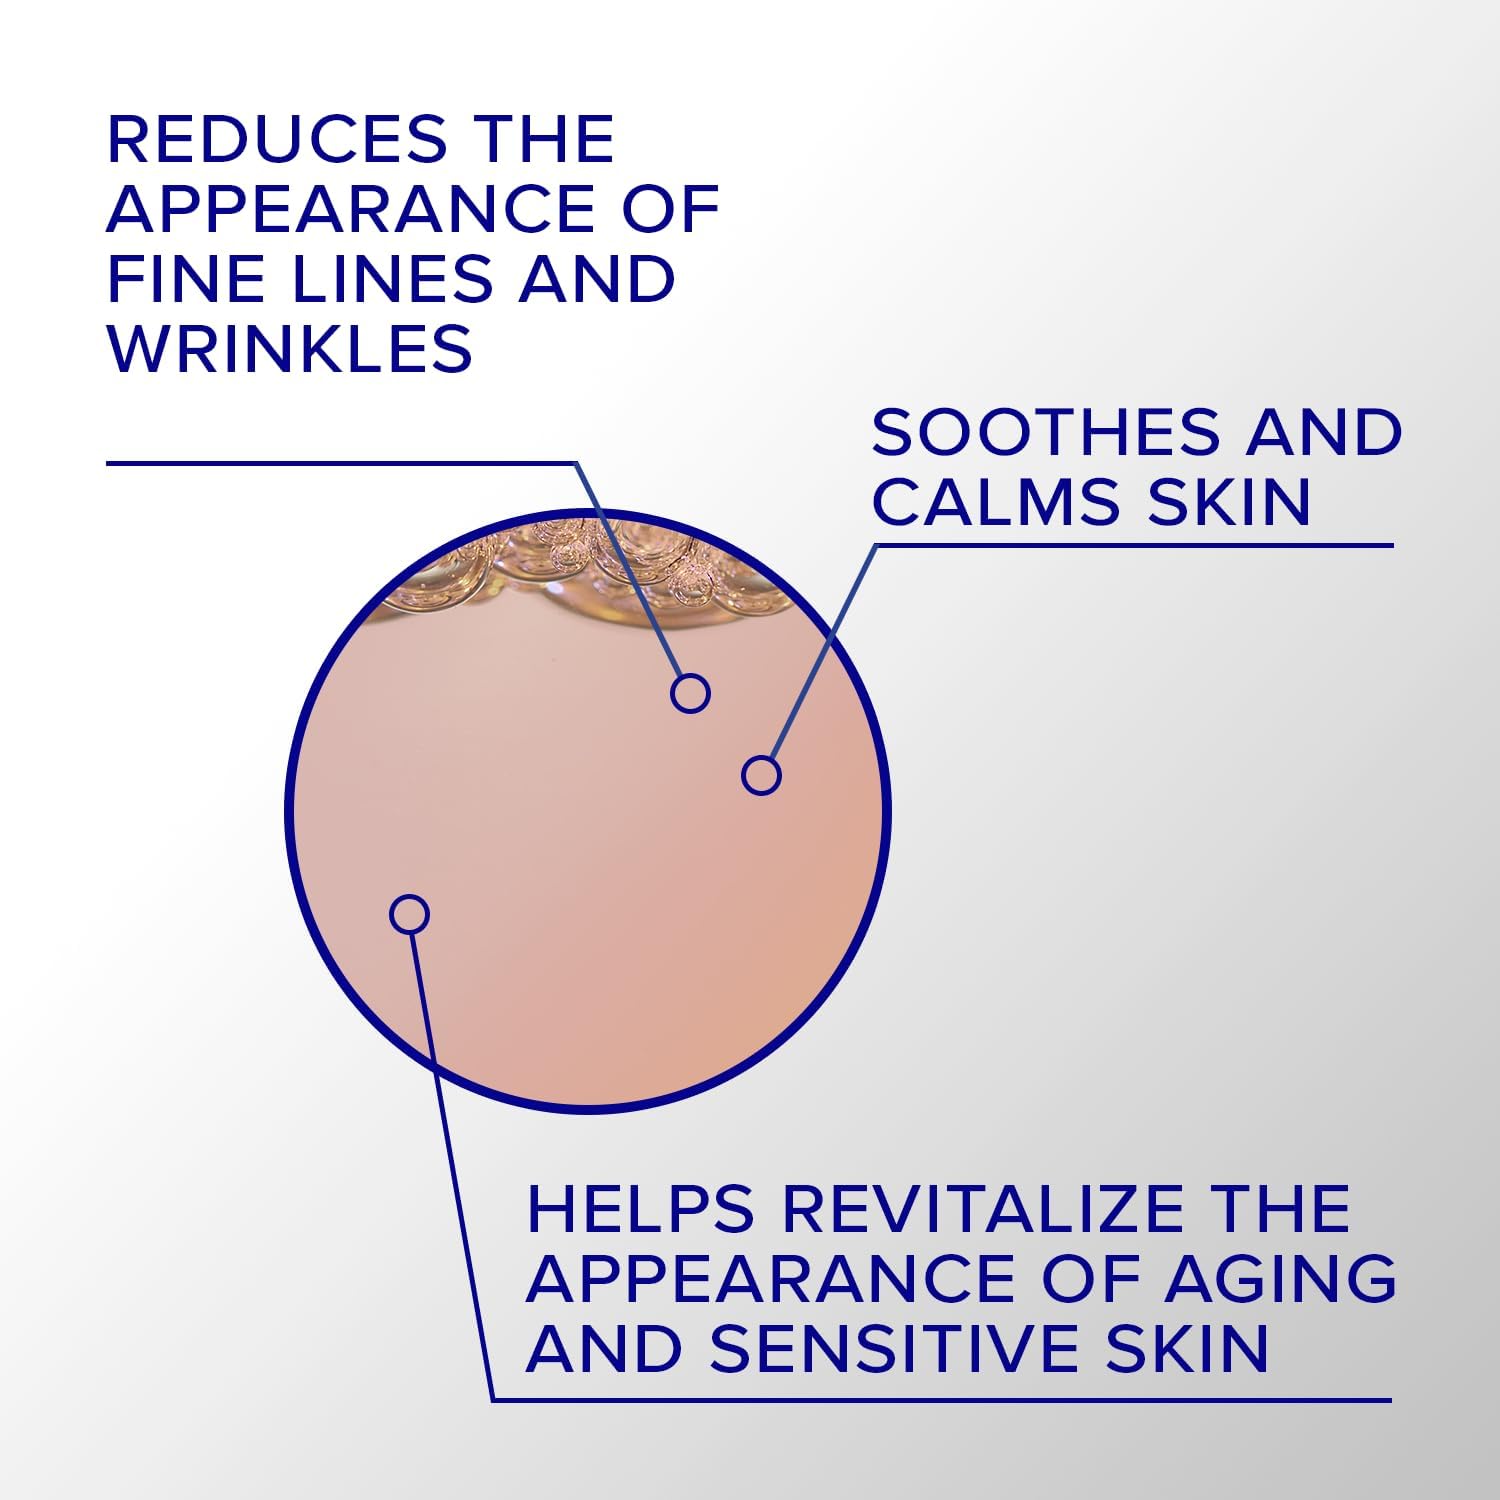 REDUCES THE
APPEARANCE OF
FINE LINES AND
WRINKLES
SOOTHES AND
CALMS SKIN
HELPS REVITALIZE THE
APPEARANCE OF AGING
AND SENSITIVE SKIN